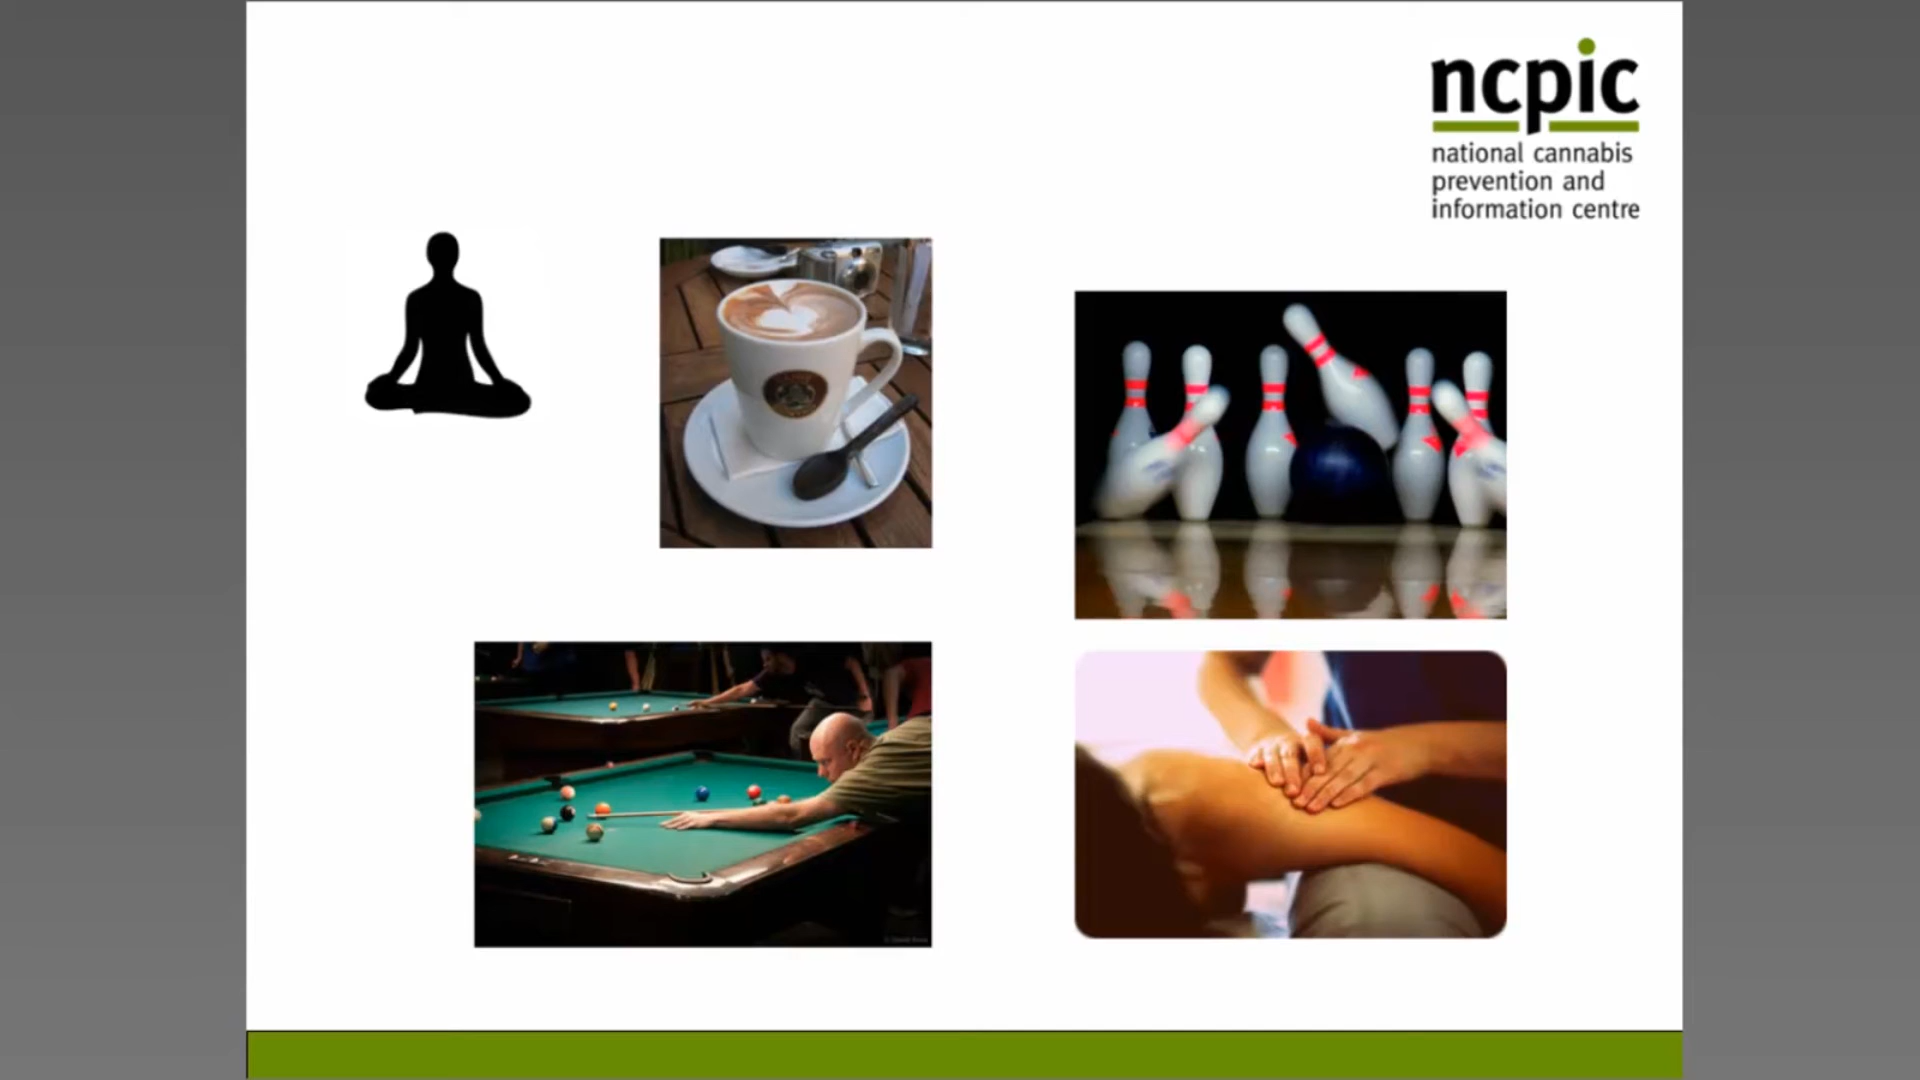 ncpic
national cannabis
prevention and
information centre